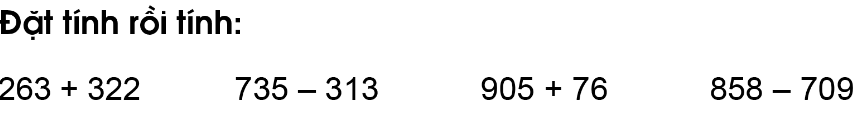 Đặt tính rồi tính:
263 + 322 735 – 313 905 + 76 858 – 709